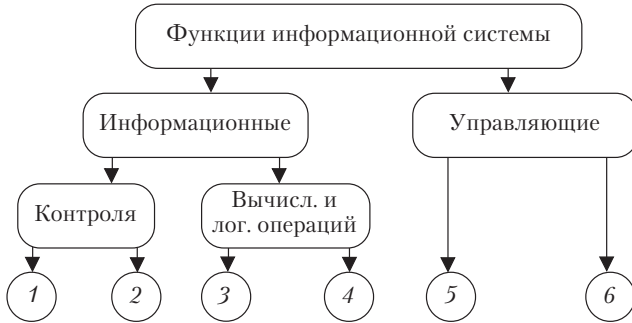 Функции информационной системы
Информационные
Управляющие
Контроля
Вычисл. и
лог. операций
1
2
3
4
5
6